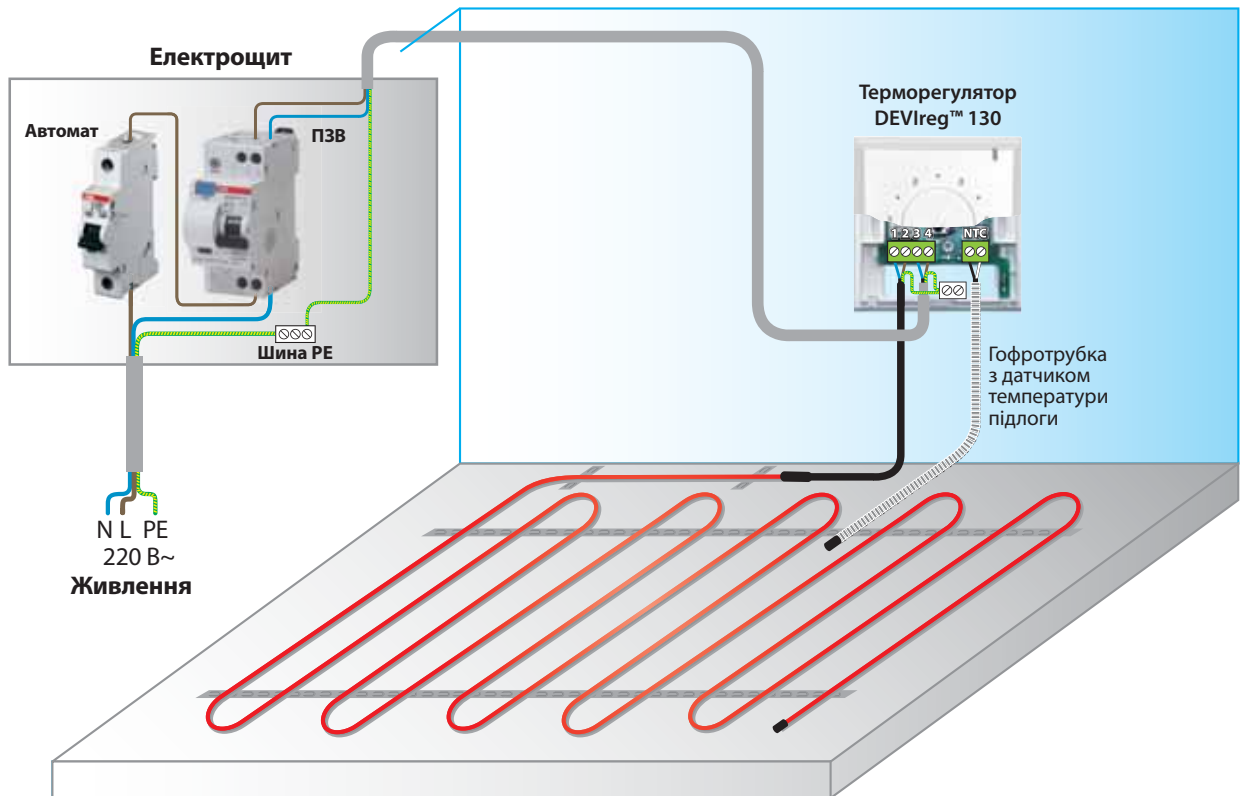 Електрощит
Автомат
ПЗВ
Шина PE
N L PE
220 В~
Живлення
Терморегулятор
DEVIreg™ 130
1 2 3 4
NTC
Гофротрубка
з датчиком
температури
підлоги